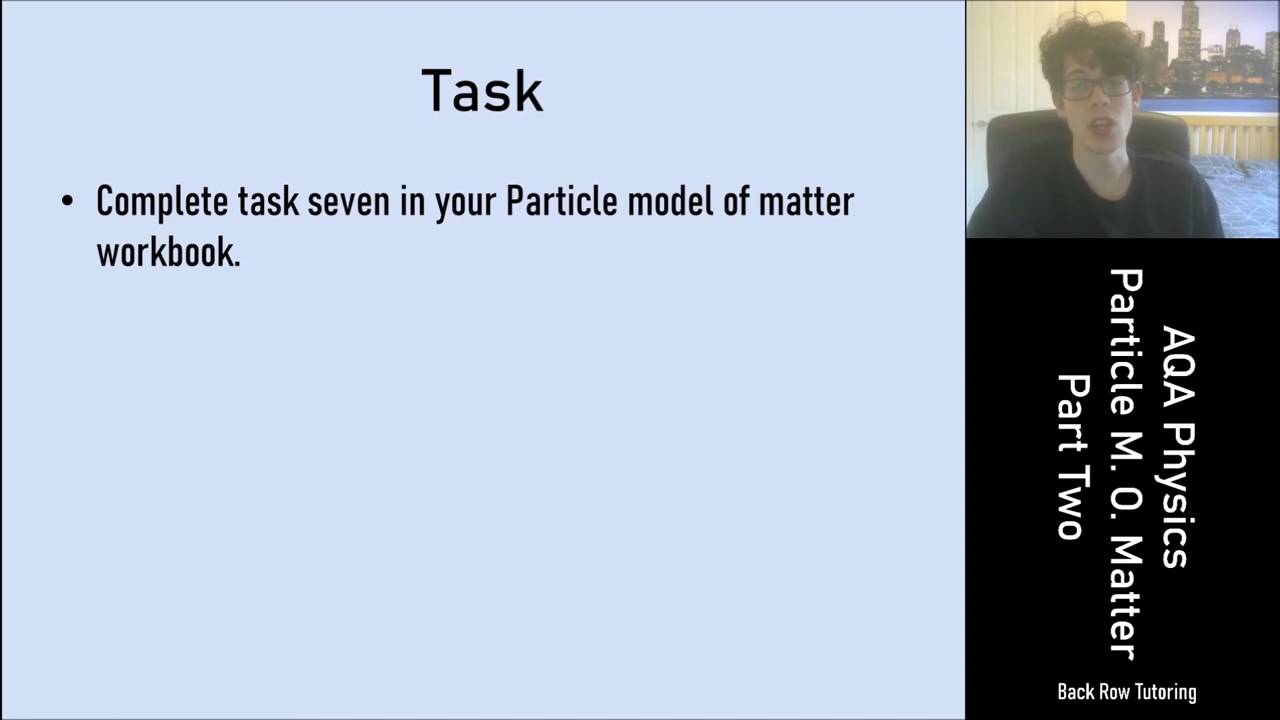 Task
• Complete task seven in your Particle model of matter
workbook.
AQA Physics
Particle M. O. Matter
Part Two
Back Row Tutoring